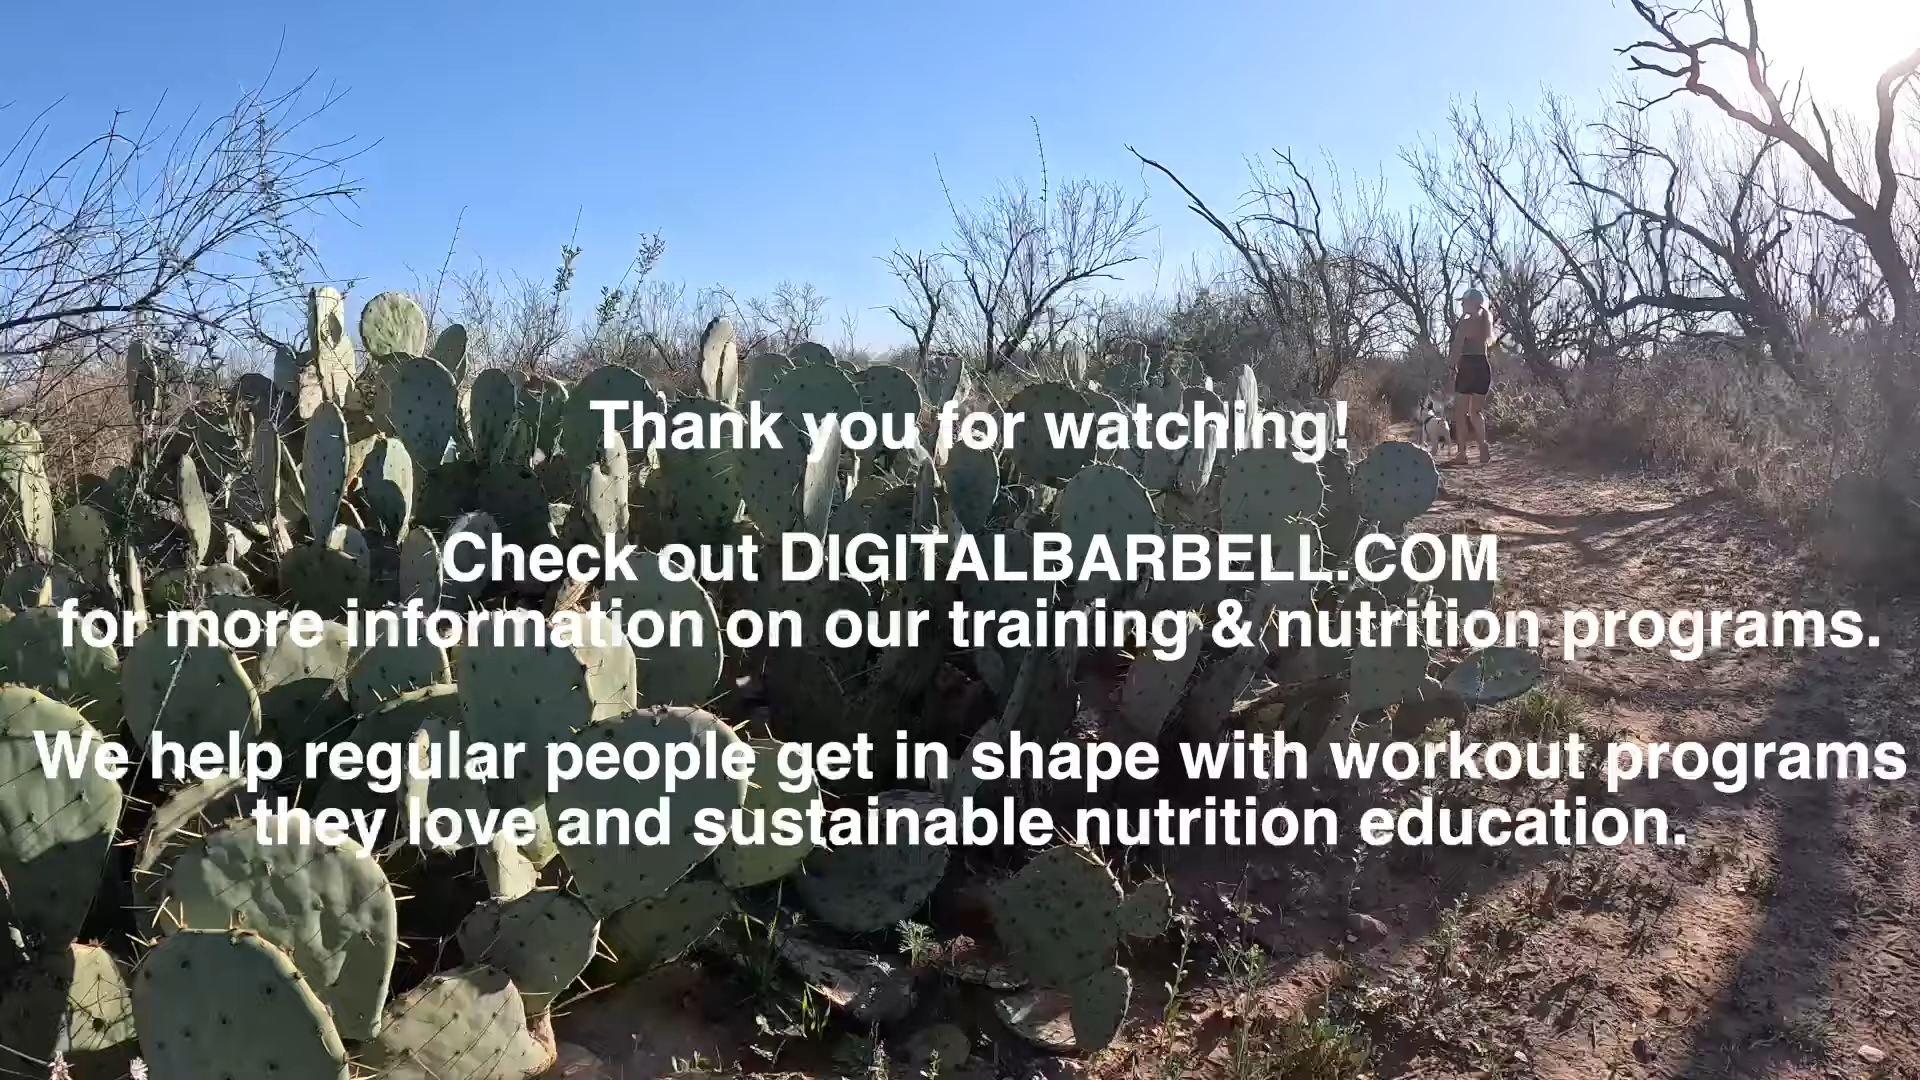 Thank you for watching!
Check out DIGITALBARBELL.COM
for more information on our training & nutrition programs.
We help regular people get in shape with workout programs
they love and sustainable nutrition education.